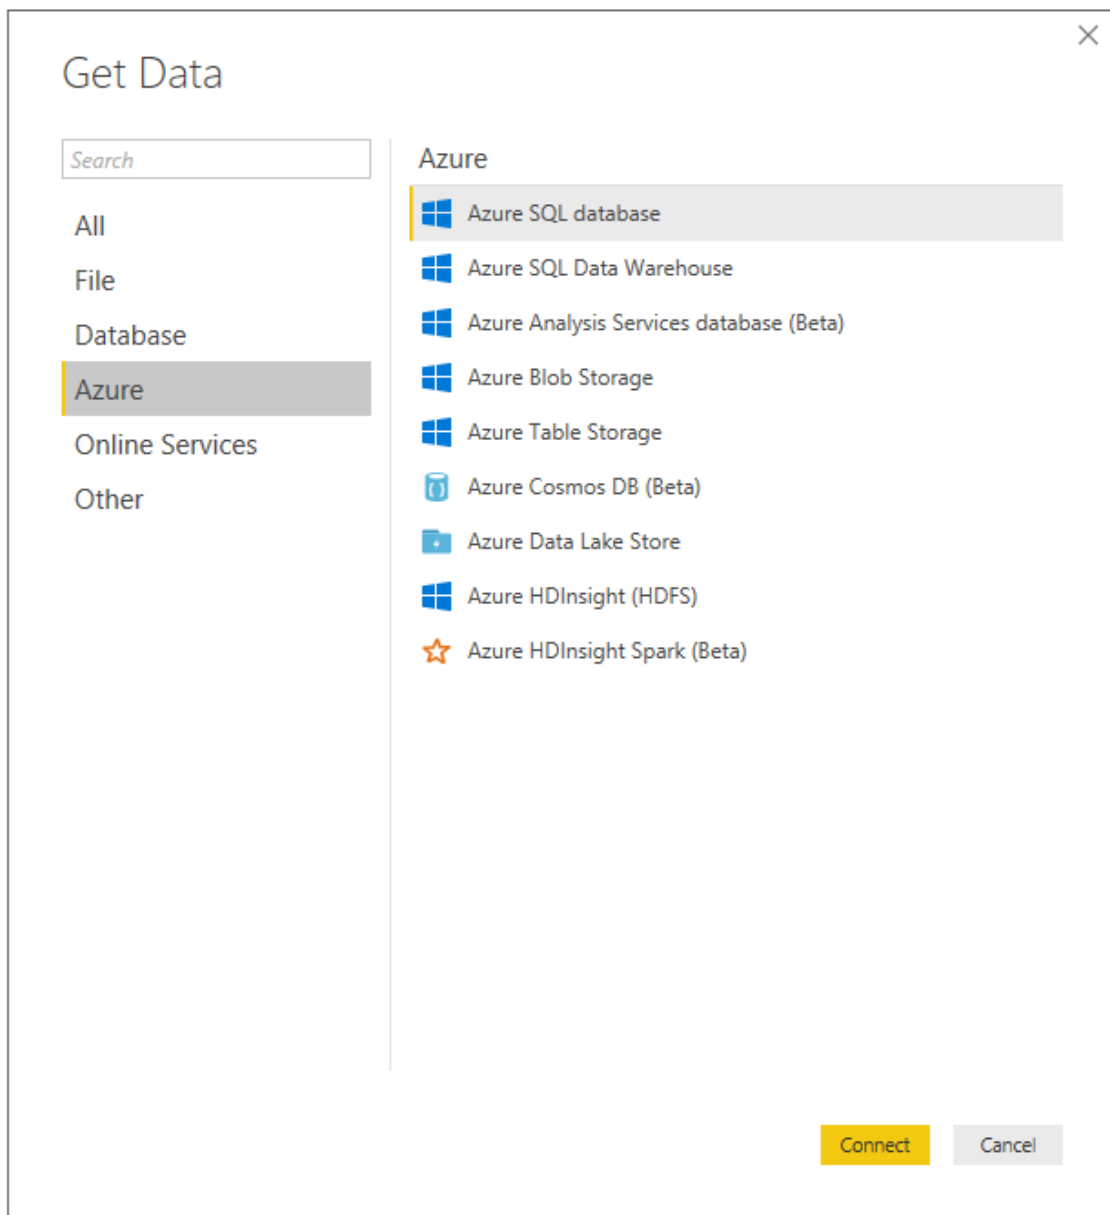 Get Data
Search
All
File
Database
Azure
Online Services
Other
Azure
Azure SQL database
Azure SQL Data Warehouse
Azure Analysis Services database (Beta)
Azure Blob Storage
Azure Table Storage
Azure Cosmos DB (Beta)
Azure Data Lake Store
Azure HDInsight (HDFS)
Azure HDInsight Spark (Beta)
Connect
Cancel